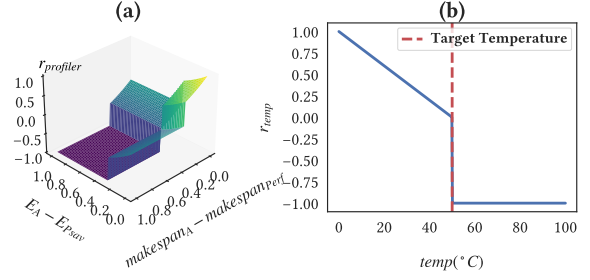 (a)
(b)
r_profiler
1.0
0.5
0.0
−0.5
−1.0
1.0
0.8
0.6
0.4
0.2
0.0
E_A − E_Psav
1.0
0.8
0.6
0.4
0.2
0.0
makespan_A − makespan_Perf
1.00
0.75
0.50
0.25
0.00
−0.25
−0.50
−0.75
−1.00
r_temp
Target Temperature
0 20 40 60 80 100
temp(°C)